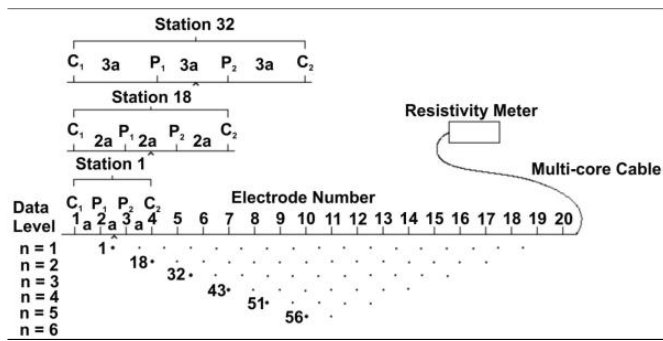 Station 32
C₁ 3a P₁ 3a P₂ 3a C₂
Station 18
C₁ 2a P₁ 2a P₂ 2a C₂
Station 1
Resistivity Meter
Multi-core Cable
C₁ P₁ P₂ C₂
Electrode Number
Data
Level
1 a 2 a 3 a 4 5 6 7 8 9 10 11 12 13 14 15 16 17 18 19 20
n = 1 1
n = 2 18
n = 3 32
n = 4 43
n = 5 51
n = 6 56